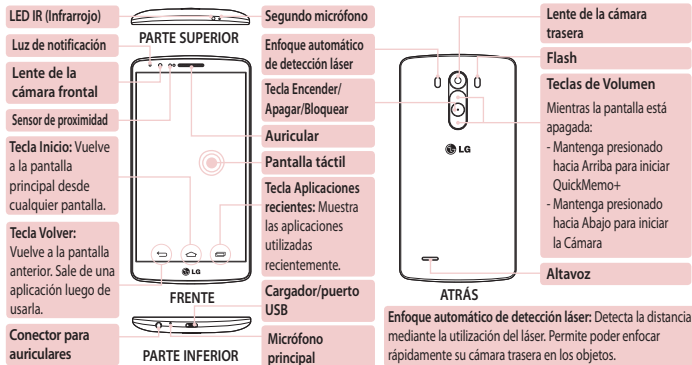 LED IR (Infrarrojo)
Luz de notificación
Lente de la
cámara frontal
Sensor de proximidad
Tecla Inicio: Vuelve
a la pantalla
principal desde
cualquier pantalla.
Tecla Volver:
Vuelve a la pantalla
anterior. Sale de una
aplicación luego de
usarla.
Conector para
auriculares
PARTE SUPERIOR
LG
FRENTE
PARTE INFERIOR
Segundo micrófono
Enfoque automático
de detección láser
Tecla Encender/
Apagar/Bloquear
Auricular
Pantalla táctil
Tecla Aplicaciones
recientes: Muestra
las aplicaciones
utilizadas
recientemente.
Cargador/puerto
USB
Micrófono
principal
LG
ATRÁS
Lente de la cámara
trasera
Flash
Teclas de Volumen
Mientras la pantalla está
apagada:
- Mantenga presionado
hacia Arriba para iniciar
QuickMemo+
- Mantenga presionado
hacia Abajo para iniciar
la Cámara
Altavoz
Enfoque automático de detección láser: Detecta la distancia
mediante la utilización del láser. Permite poder enfocar
rápidamente su cámara trasera en los objetos.